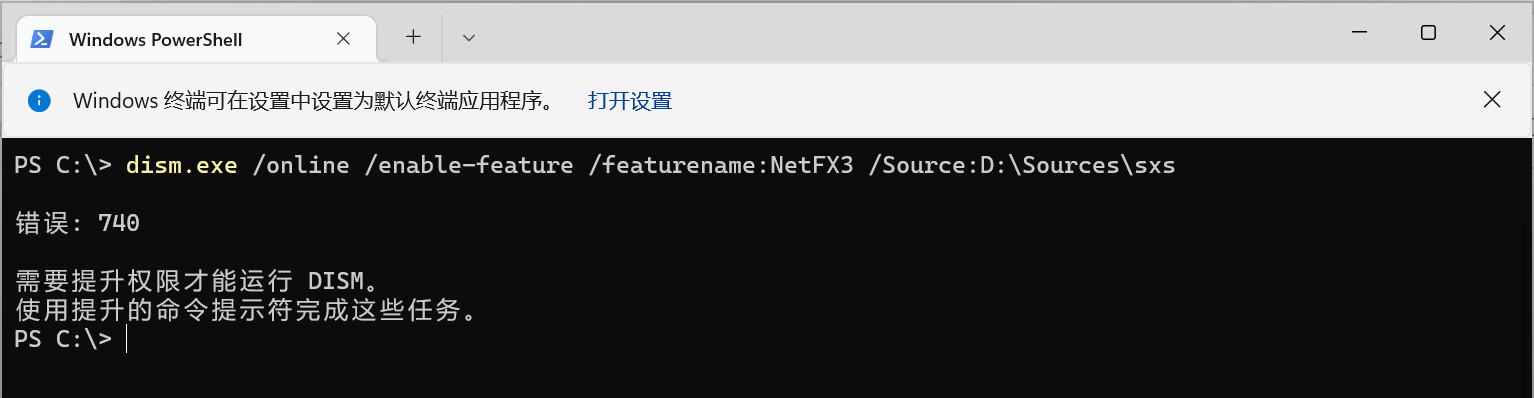 Windows PowerShell
Windows 终端可在设置中设置为默认终端应用程序。 打开设置
PS C:\> dism.exe /online /enable-feature /featurename:NetFX3 /Source:D:\Sources\sxs
错误: 740
需要提升权限才能运行 DISM。
使用提升的命令提示符完成这些任务。
PS C:\>